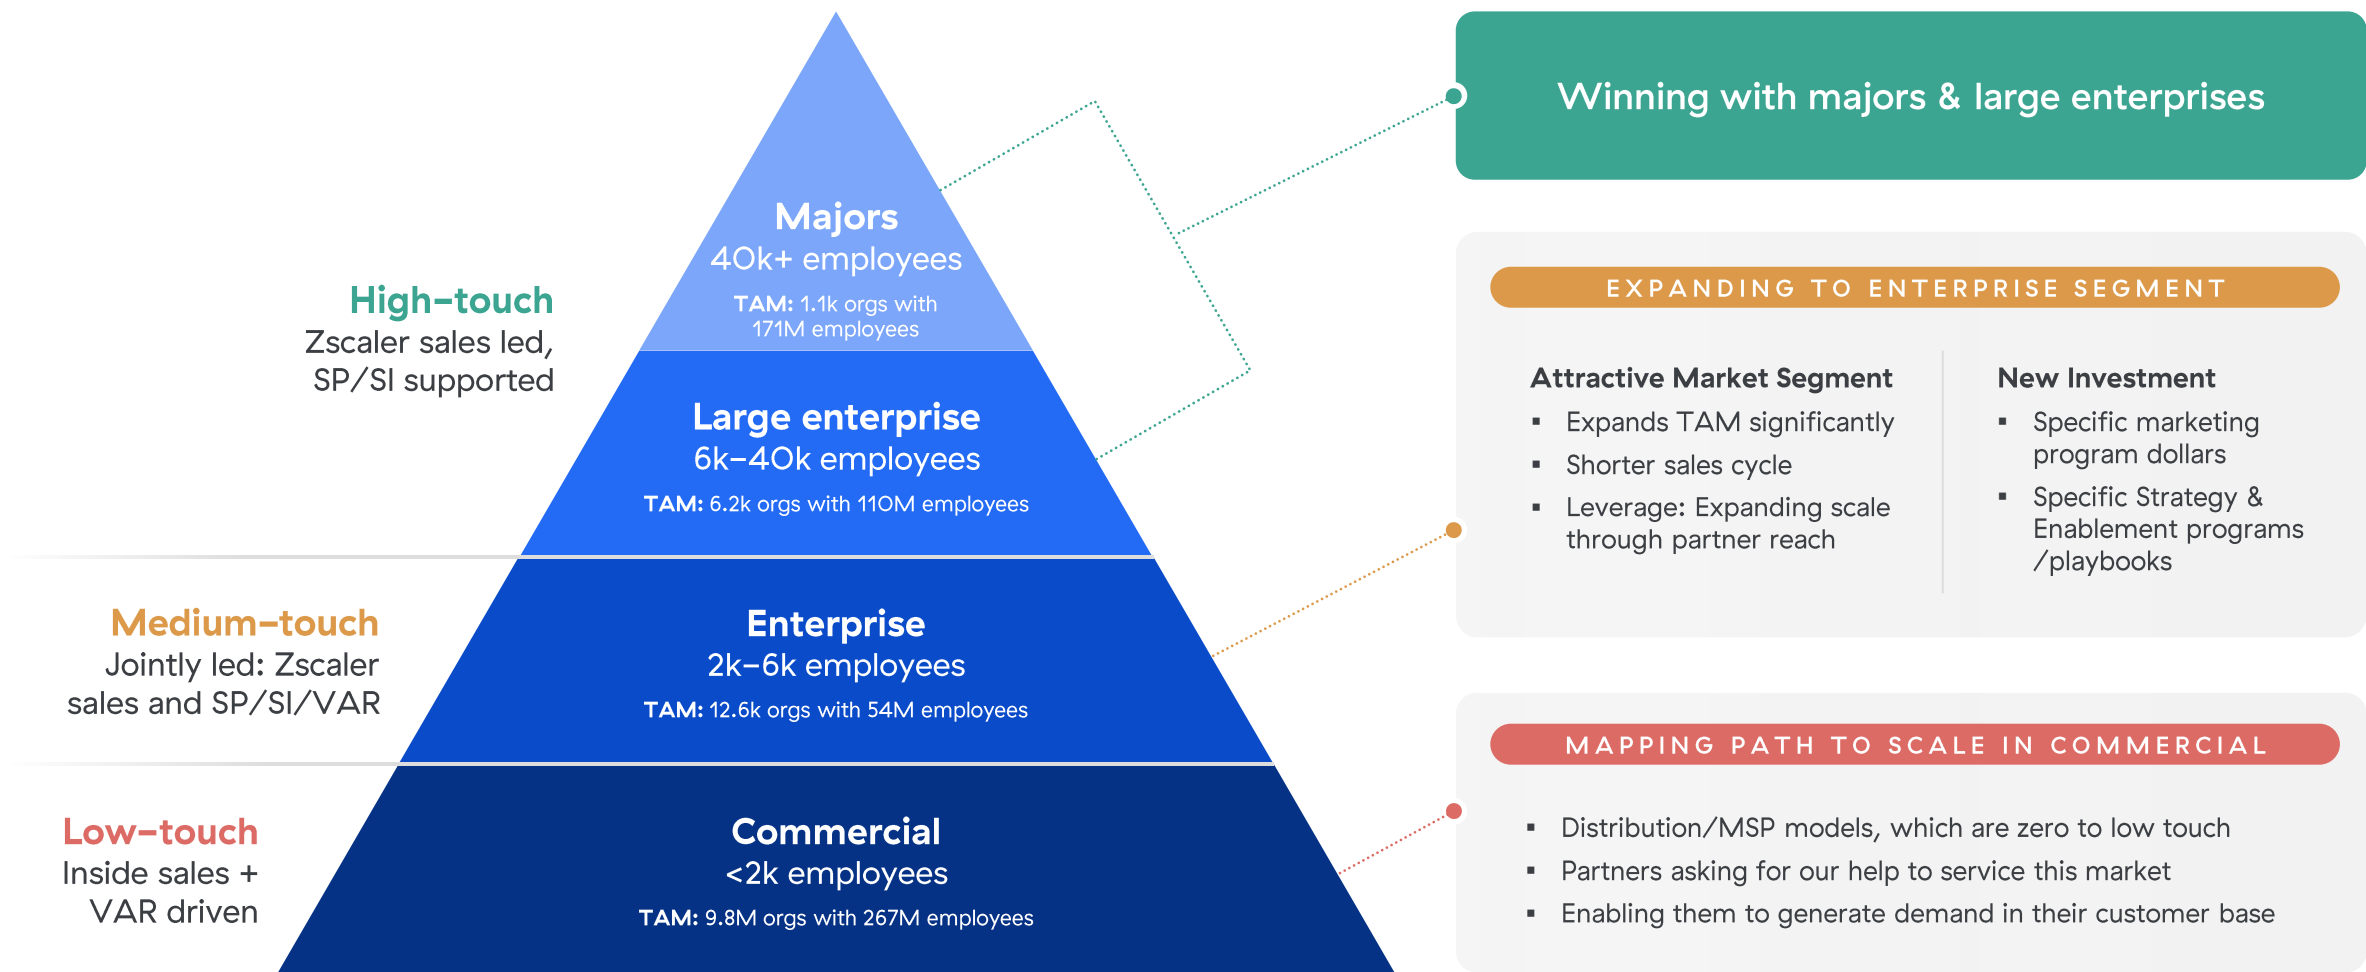 High-touch
Zscaler sales led,
SP/SI supported
Medium-touch
Jointly led: Zscaler
sales and SP/SI/VAR
Low-touch
Inside sales +
VAR driven
Majors
40k+ employees
TAM: 1.1k orgs with
171M employees
Large enterprise
6k–40k employees
TAM: 6.2k orgs with 110M employees
Enterprise
2k–6k employees
TAM: 12.6k orgs with 54M employees
Commercial
<2k employees
TAM: 9.8M orgs with 267M employees
Winning with majors & large enterprises
EXPANDING TO ENTERPRISE SEGMENT
Attractive Market Segment
▪ Expands TAM significantly
▪ Shorter sales cycle
▪ Leverage: Expanding scale
through partner reach
New Investment
▪ Specific marketing
program dollars
▪ Specific Strategy &
Enablement programs
/playbooks
MAPPING PATH TO SCALE IN COMMERCIAL
▪ Distribution/MSP models, which are zero to low touch
▪ Partners asking for our help to service this market
▪ Enabling them to generate demand in their customer base